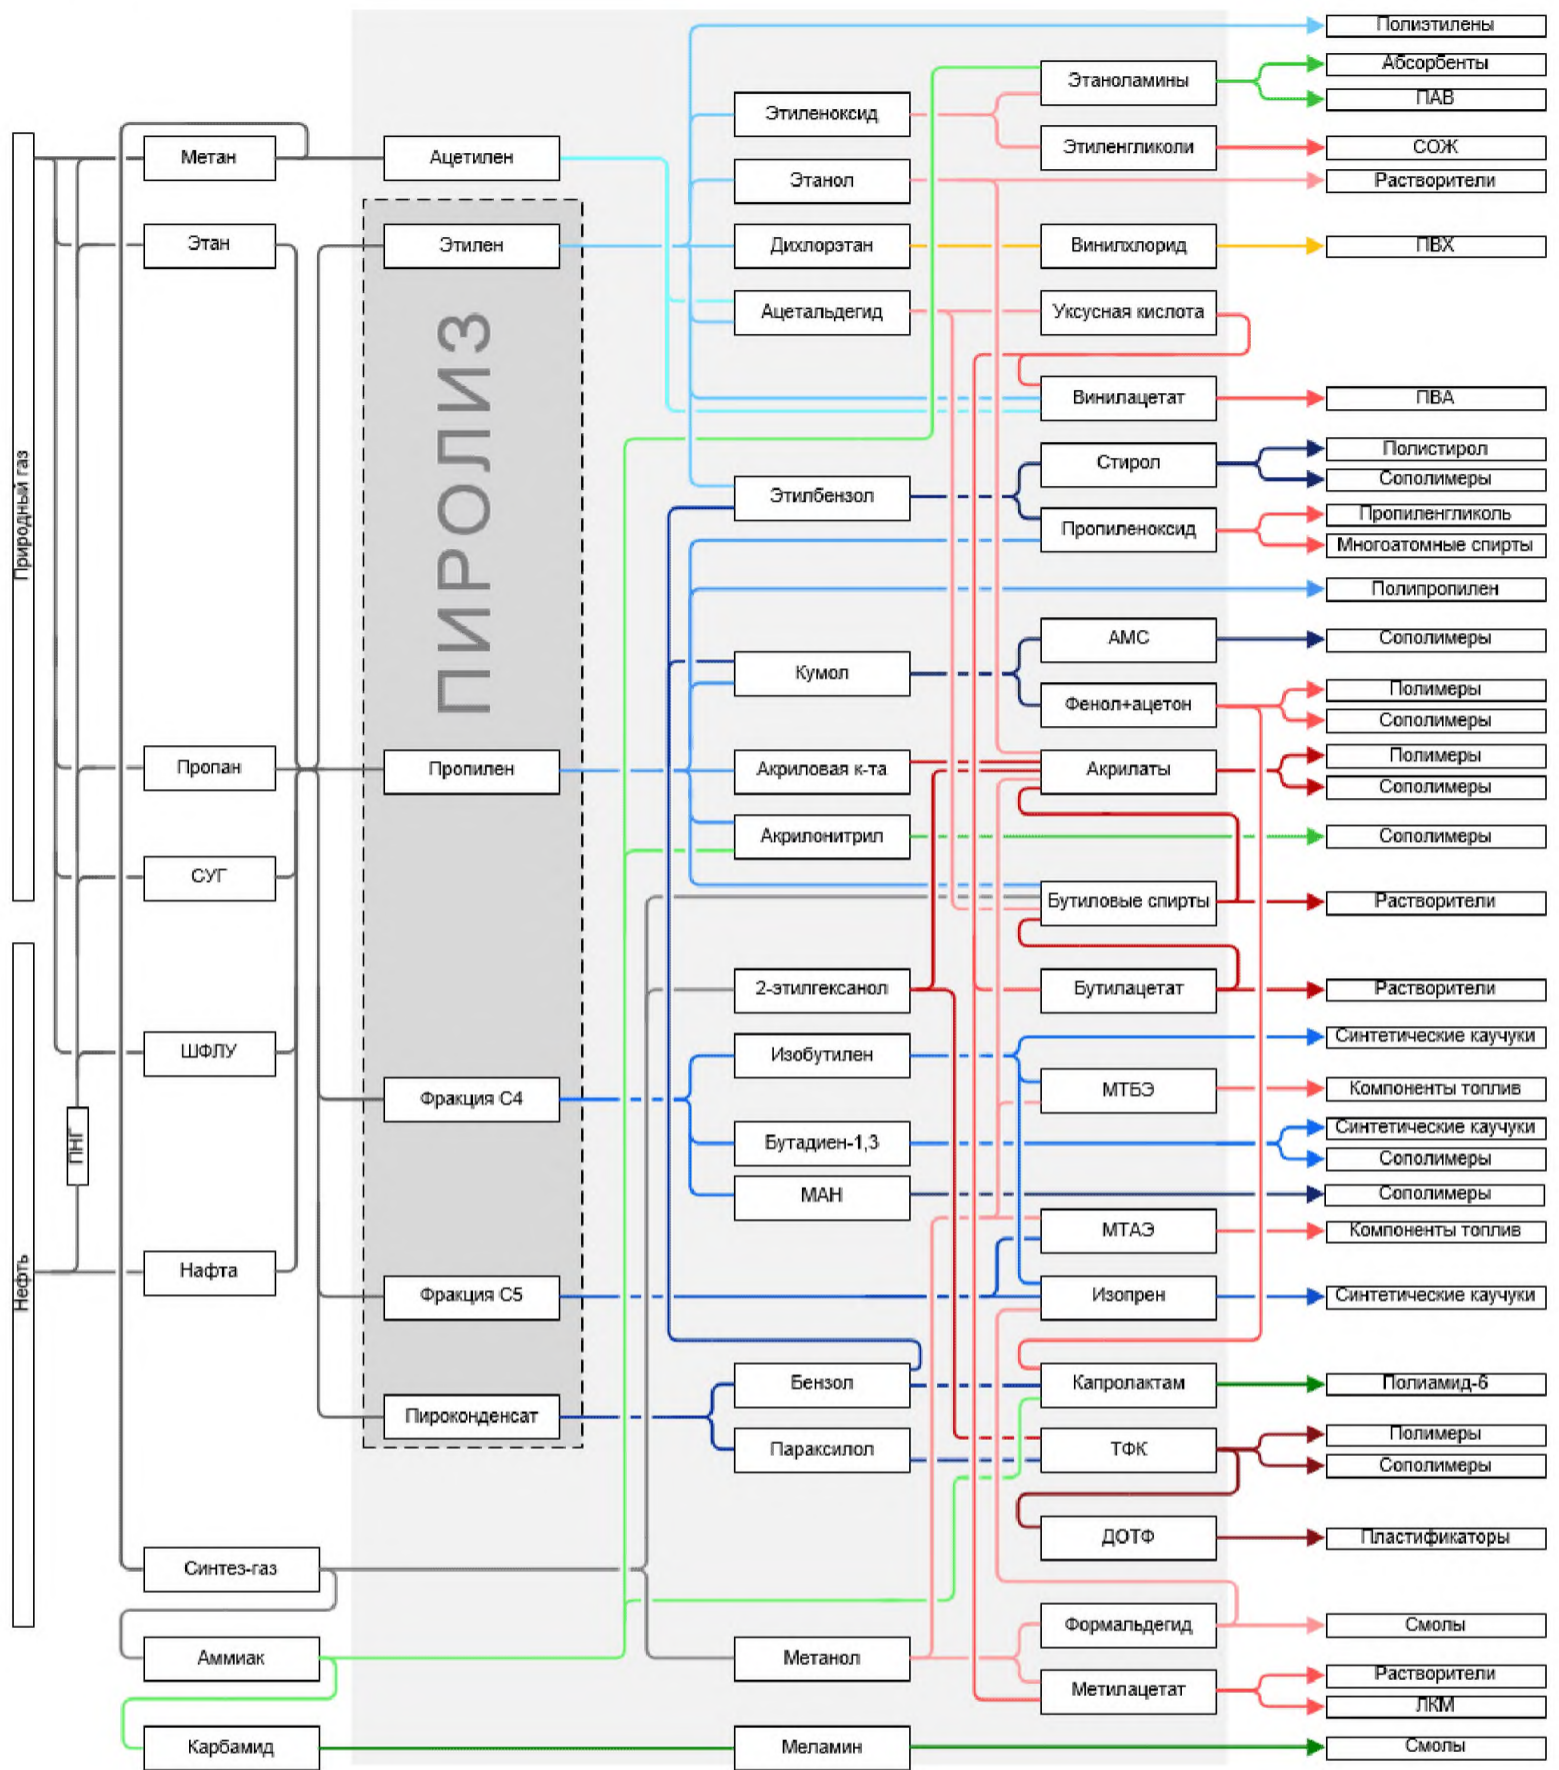 Полиэтилены
Этаноламины
Абсорбенты
ПАВ
Этиленоксид
Этиленгликоли
СОЖ
Метан
Ацетилен
Этанол
Растворители
Этан
Этилен
Дихлорэтан
Винилхлорид
ПВХ
Ацетальдегид
Уксусная кислота
Винилацетат
ПВА
Природный газ
ПИРОЛИЗ
Стирол
Полистирол
Сополимеры
Этилбензол
Пропиленоксид
Пропиленгликоль
Многоатомные спирты
Полипропилен
АМС
Сополимеры
Кумол
Фенол+ацетон
Полимеры
Сополимеры
Пропан
Пропилен
Акриловая к-та
Акрилаты
Полимеры
Сополимеры
Акрилонитрил
Сополимеры
СУГ
Бутиловые спирты
Растворители
2-этилгексанол
Бутилацетат
Растворители
ШФЛУ
Изобутилен
Синтетические каучуки
Фракция С4
МТБЭ
Компоненты топлив
ПНГ
Бутадиен-1,3
Синтетические каучуки
Сополимеры
МАН
Сополимеры
МТАЭ
Компоненты топлив
Нефть
Нафта
Фракция С5
Изопрен
Синтетические каучуки
Бензол
Капролактам
Полиамид-6
Пироконденсат
Параксилол
ТФК
Полимеры
Сополимеры
ДОТФ
Пластификаторы
Синтез-газ
Формальдегид
Смолы
Аммиак
Метанол
Метилацетат
Растворители
ЛКМ
Карбамид
Меламин
Смолы